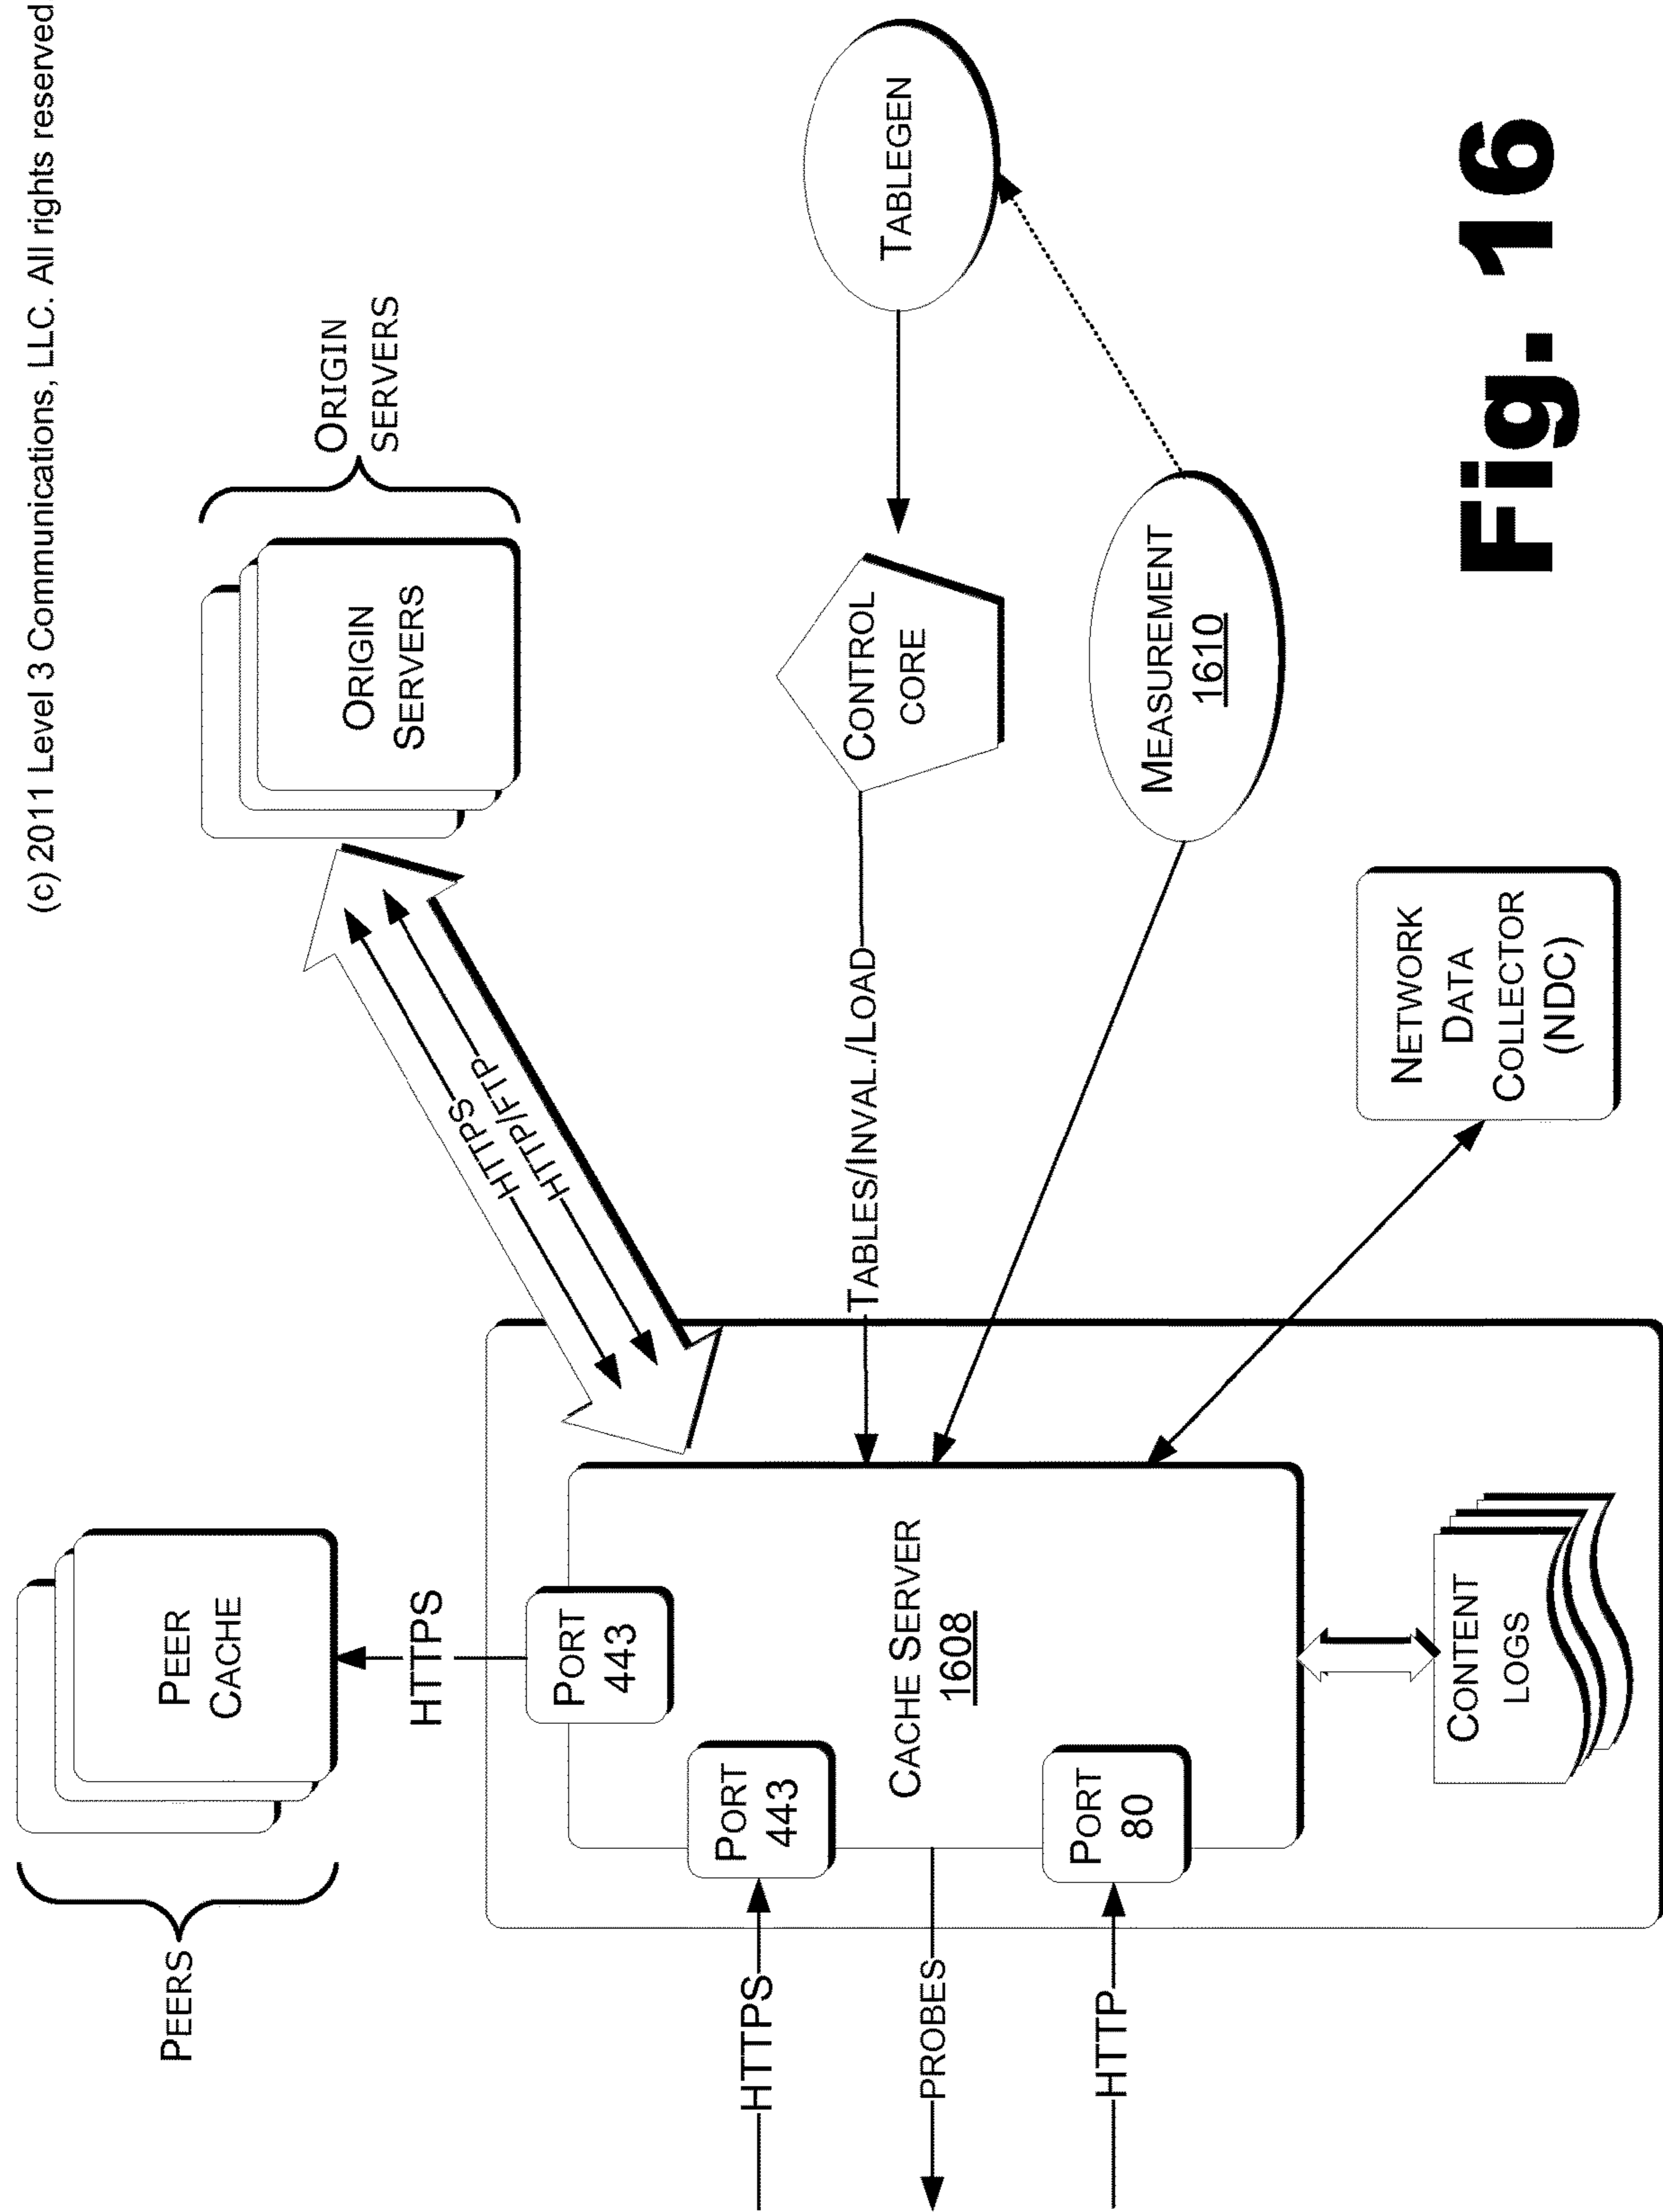 (c) 2011 Level 3 Communications, LLC. All rights reserved
PEERS
PEER
CACHE
HTTPS
ORIGIN
SERVERS
ORIGIN
SERVERS
HTTPS
HTTP/FTP
PORT
443
HTTPS
PORT
443
PROBES
CACHE SERVER
1608
HTTP
PORT
80
TABLES/INVAL./LOAD
CONTROL
CORE
TABLEGEN
MEASUREMENT
1610
CONTENT
LOGS
NETWORK
DATA
COLLECTOR
(NDC)
Fig. 16